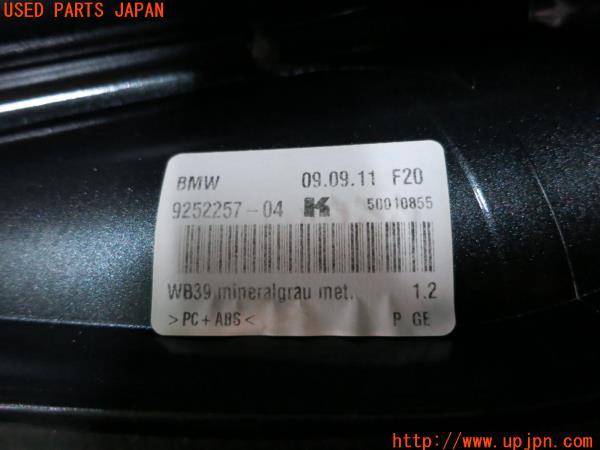 USED PARTS JAPAN
BMW 09.09.11 F20
9252257-04 K 50010855
WB39 mineralgrau met. 1.2
>PC+ABS< P GE
http://www.upjpn.com/